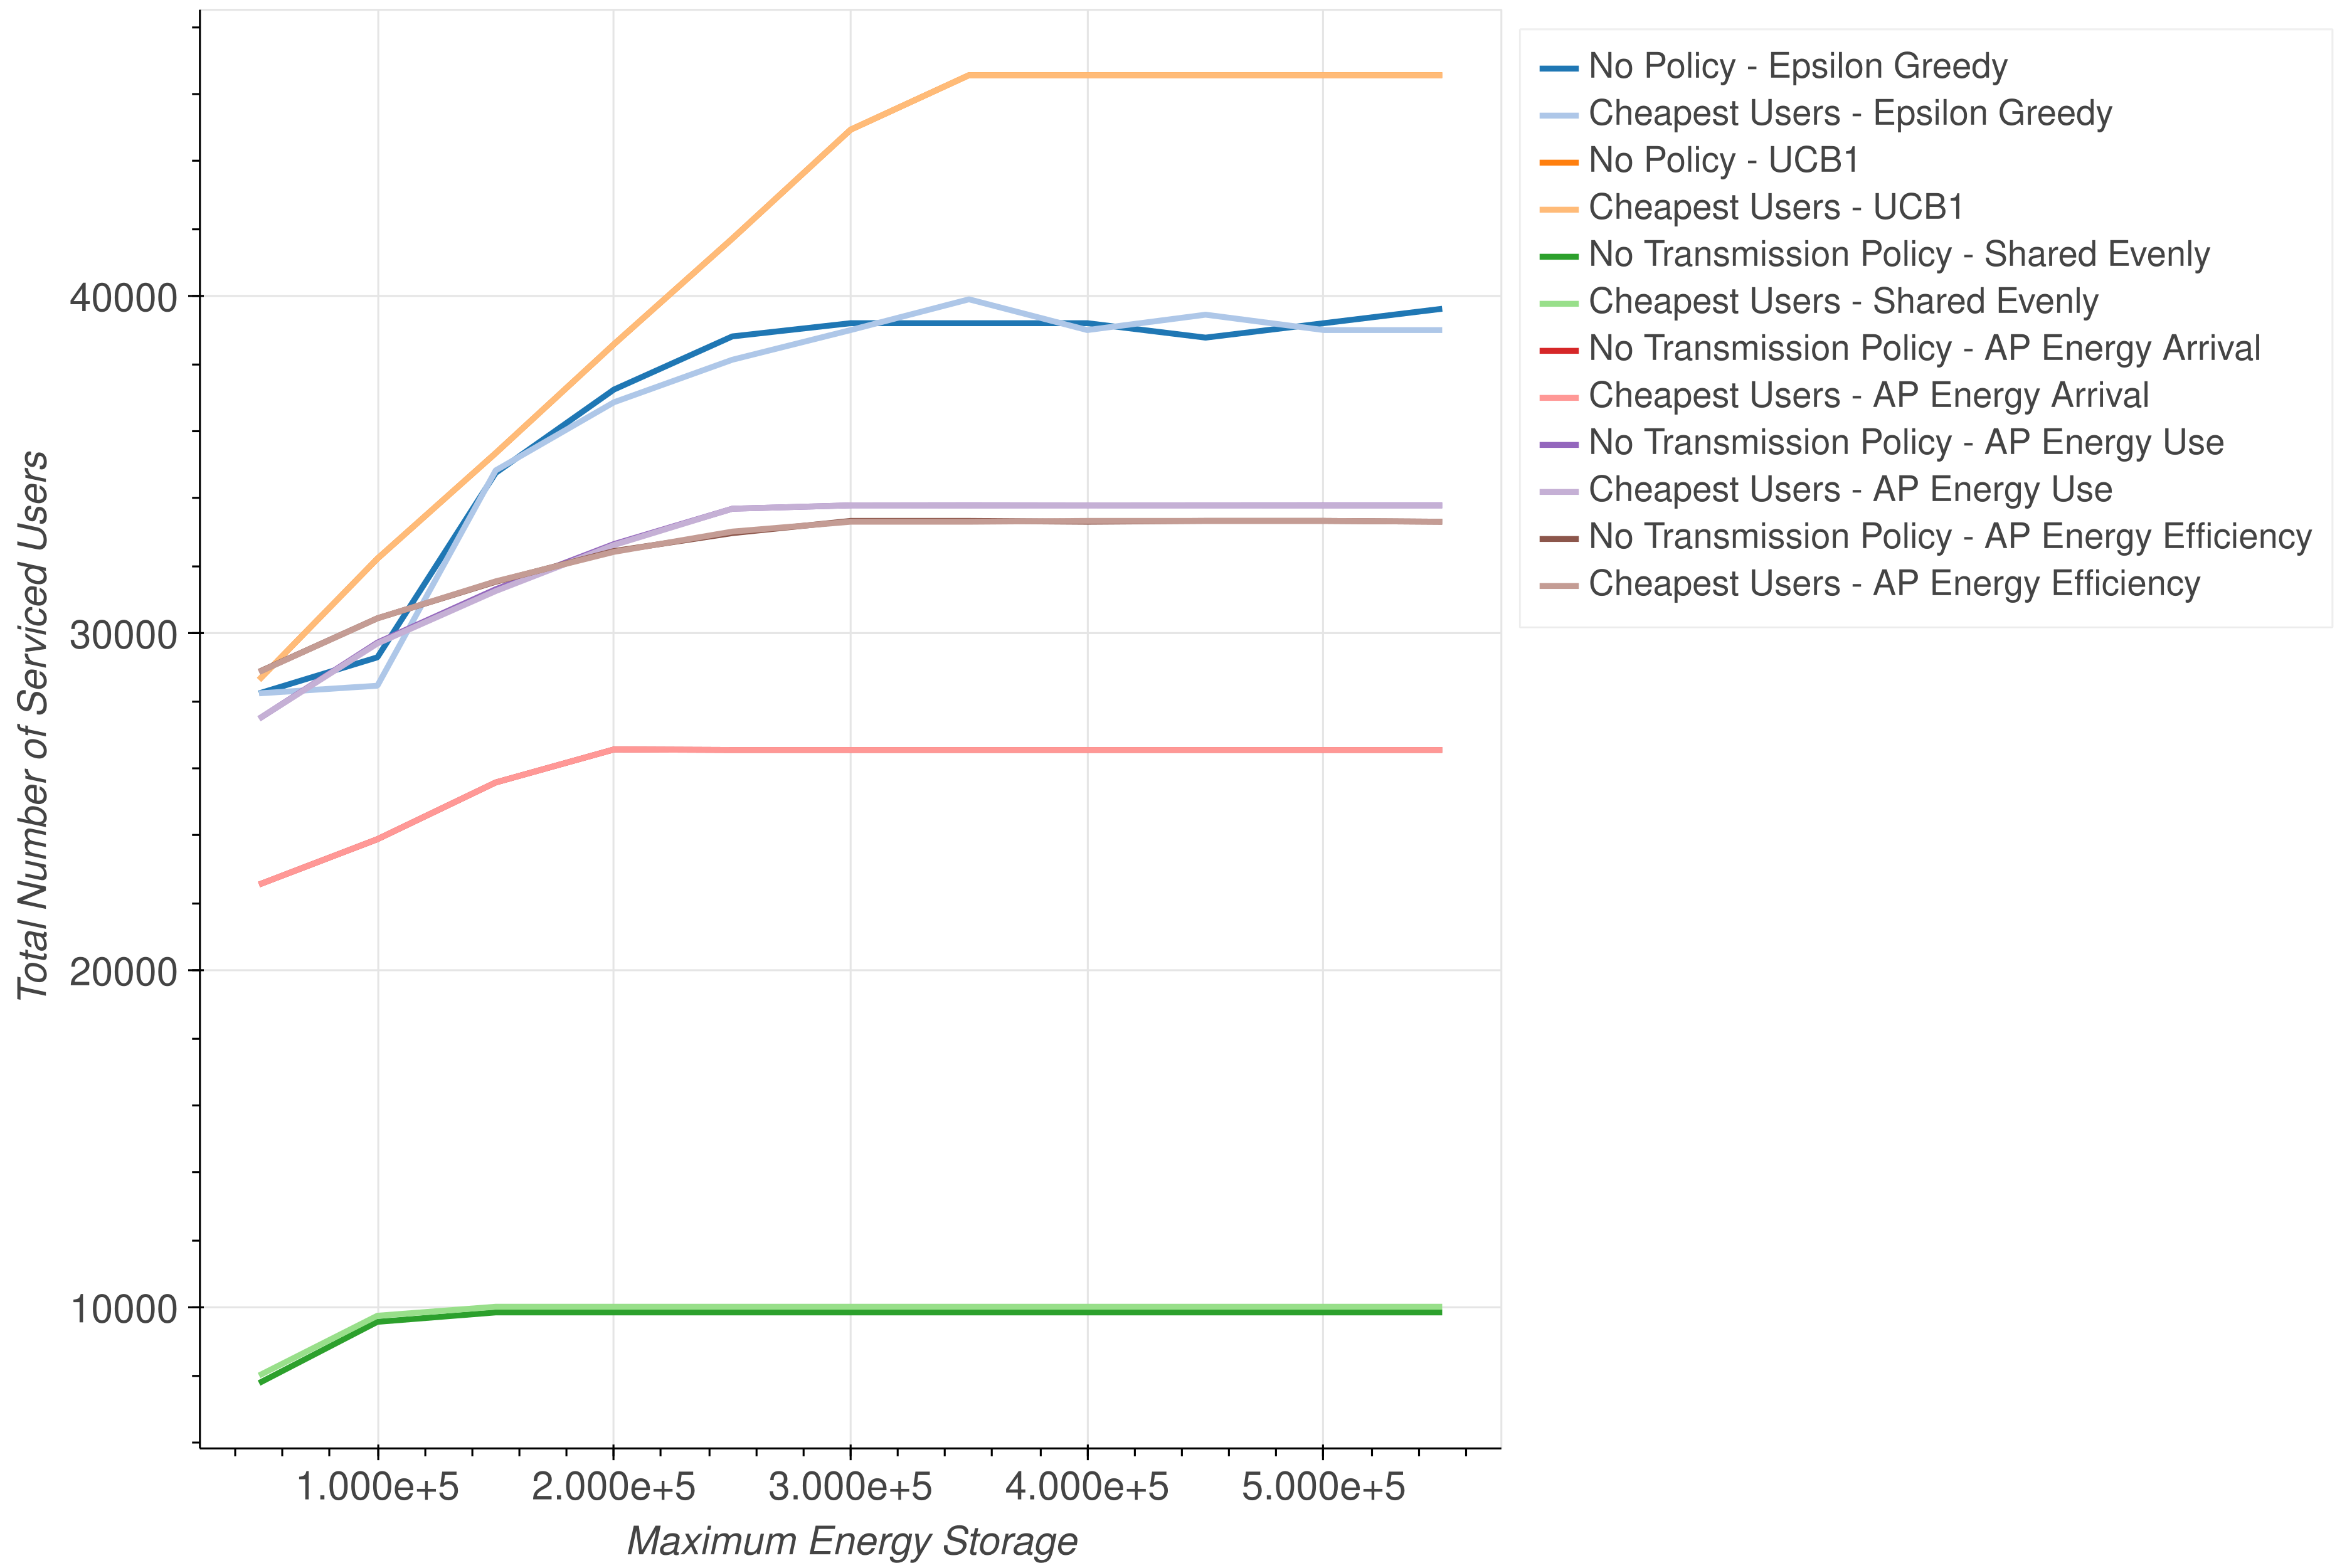 Total Number of Serviced Users
40000
30000
20000
10000
1.000e+5
2.000e+5
3.000e+5
4.000e+5
5.000e+5
Maximum Energy Storage
No Policy - Epsilon Greedy
Cheapest Users - Epsilon Greedy
No Policy - UCB1
Cheapest Users - UCB1
No Transmission Policy - Shared Evenly
Cheapest Users - Shared Evenly
No Transmission Policy - AP Energy Arrival
Cheapest Users - AP Energy Arrival
No Transmission Policy - AP Energy Use
Cheapest Users - AP Energy Use
No Transmission Policy - AP Energy Efficiency
Cheapest Users - AP Energy Efficiency